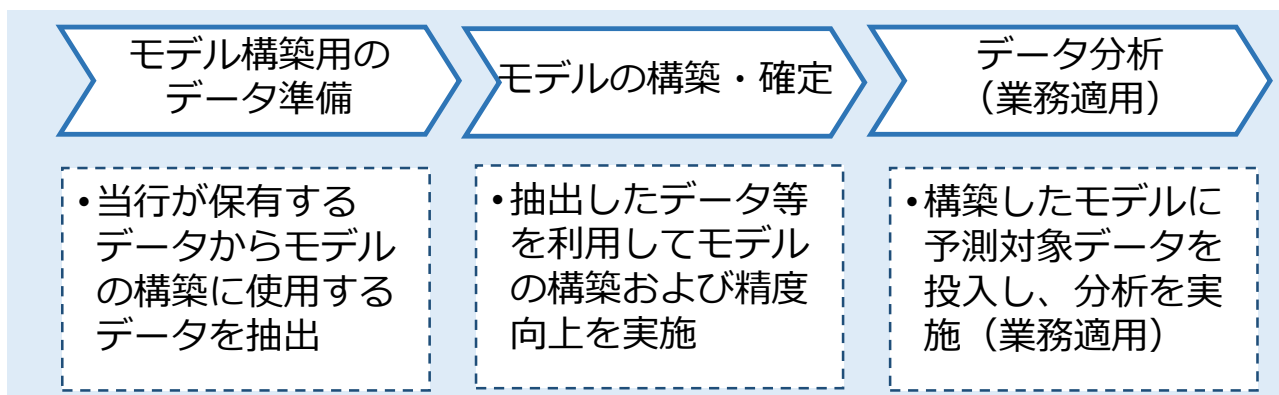 モデル構築用の
データ準備
モデルの構築・確定
データ分析
（業務適用）
•当行が保有する
データからモデル
の構築に使用する
データを抽出
•抽出したデータ等
を利用してモデル
の構築および精度
向上を実施
•構築したモデルに
予測対象データを
投入し、分析を実
施（業務適用）